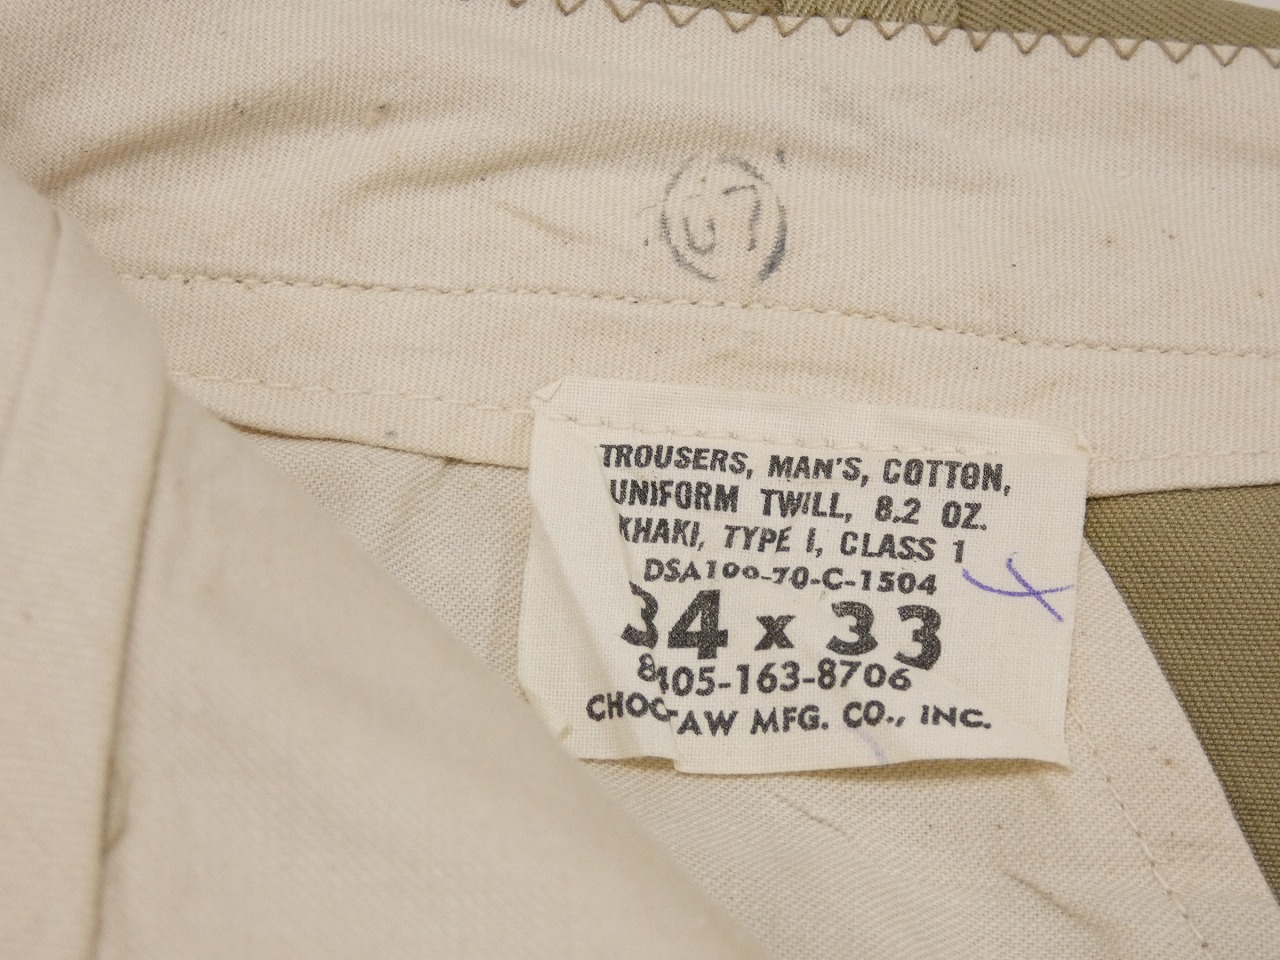 67
TROUSERS, MAN'S, COTTON,
UNIFORM TWILL, 8.2 OZ.
KHAKI, TYPE I, CLASS 1
DSA100-70-C-1504
34 x 33
8405-163-8706
CHOCTAW MFG. CO., INC.